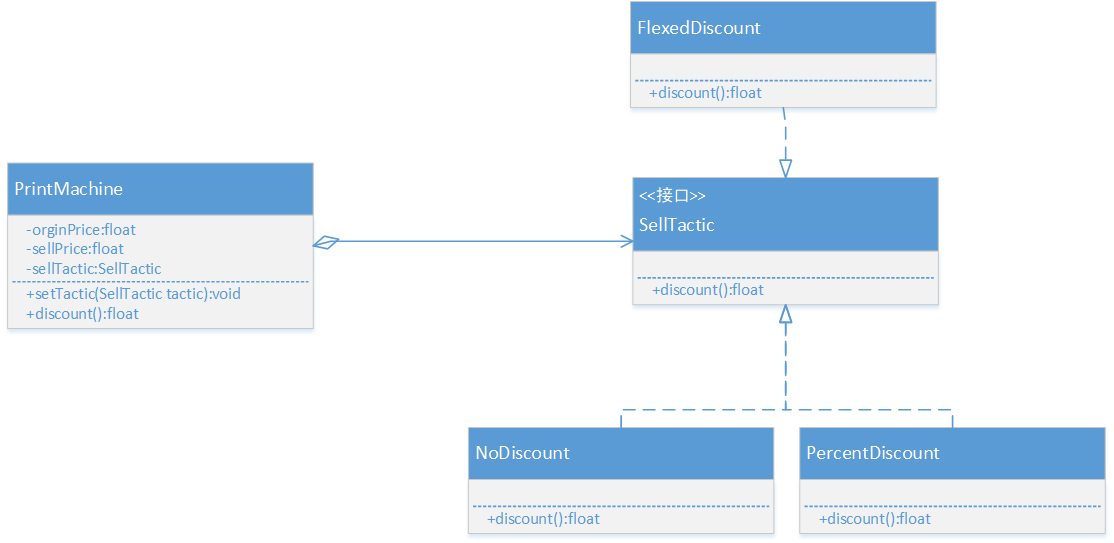 FlexedDiscount
+discount():float
PrintMachine
-orginPrice:float
-sellPrice:float
-sellTactic:SellTactic
+setTactic(SellTactic tactic):void
+discount():float
<<接口>>
SellTactic
+discount():float
NoDiscount
+discount():float
PercentDiscount
+discount():float